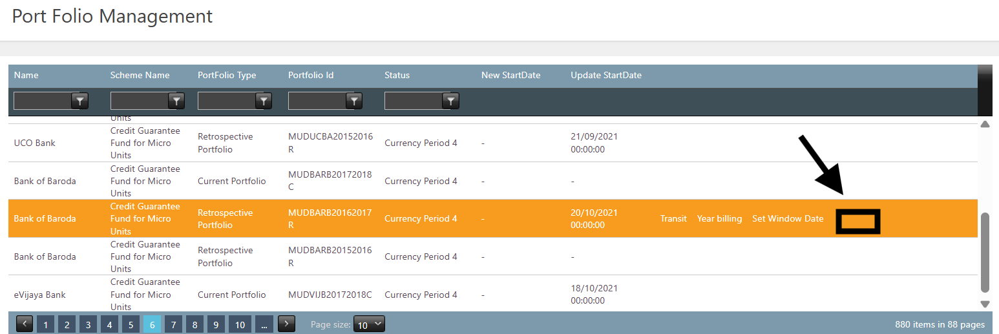 Port Folio Management
Name Scheme Name PortFolio Type Portfolio Id Status New StartDate Update StartDate
Units
UCO Bank
Credit Guarantee
Fund for Micro
Units
Retrospective
Portfolio
MUDUCBA20152016
R
Currency Period 4
-
21/09/2021
00:00:00
Bank of Baroda
Credit Guarantee
Fund for Micro
Units
Current Portfolio
MUDBARB20172018
C
Currency Period 4
-
-
Bank of Baroda
Credit Guarantee
Fund for Micro
Units
Retrospective
Portfolio
MUDBARB20162017
R
Currency Period 4
-
20/10/2021
00:00:00
Transit Year billing Set Window Date
Bank of Baroda
Credit Guarantee
Fund for Micro
Units
Retrospective
Portfolio
MUDBARB20152016
R
Currency Period 4
-
-
eVijaya Bank
Credit Guarantee
Fund for Micro
Units
Current Portfolio
MUDVIJB20172018C
Currency Period 4
-
18/10/2021
00:00:00
1 2 3 4 5 6 7 8 9 10 ... Page size: 10 880 items in 88 pages